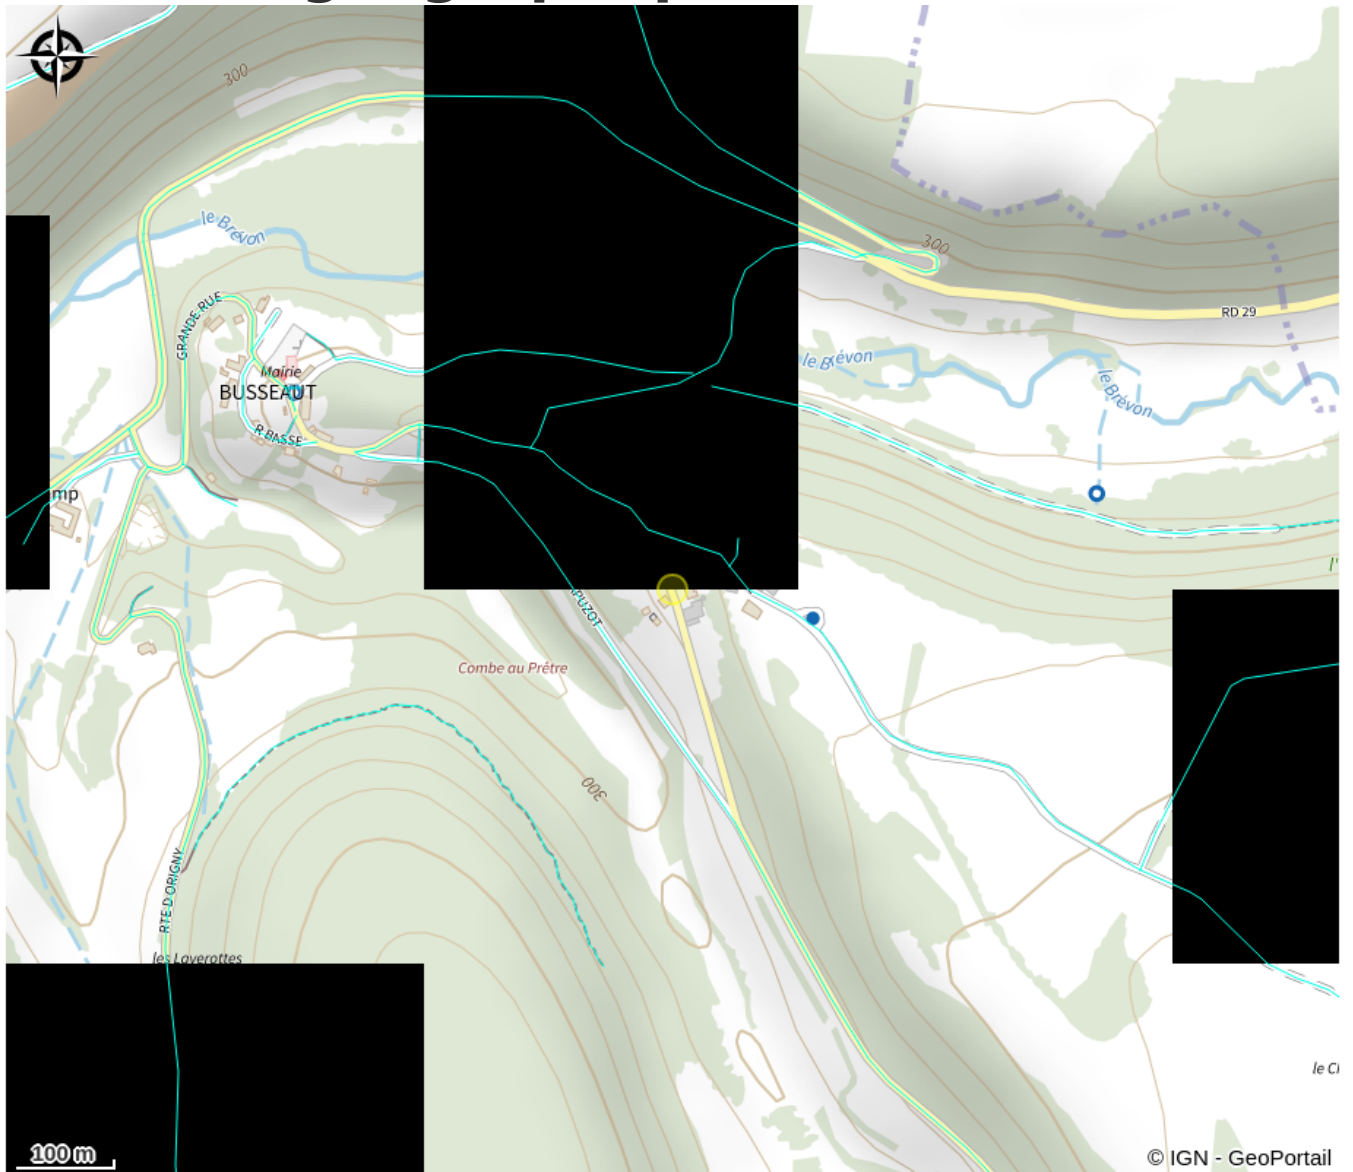 300
le Brévon
300
GRANDE RUE
RD 29
le Brévon
Mairie
le Brévon
BUSSEAUT
R BASSE
Combe au Prêtre
300
RTE D ORIGNY
les Laverottes
100 m
© IGN - GeoPortail